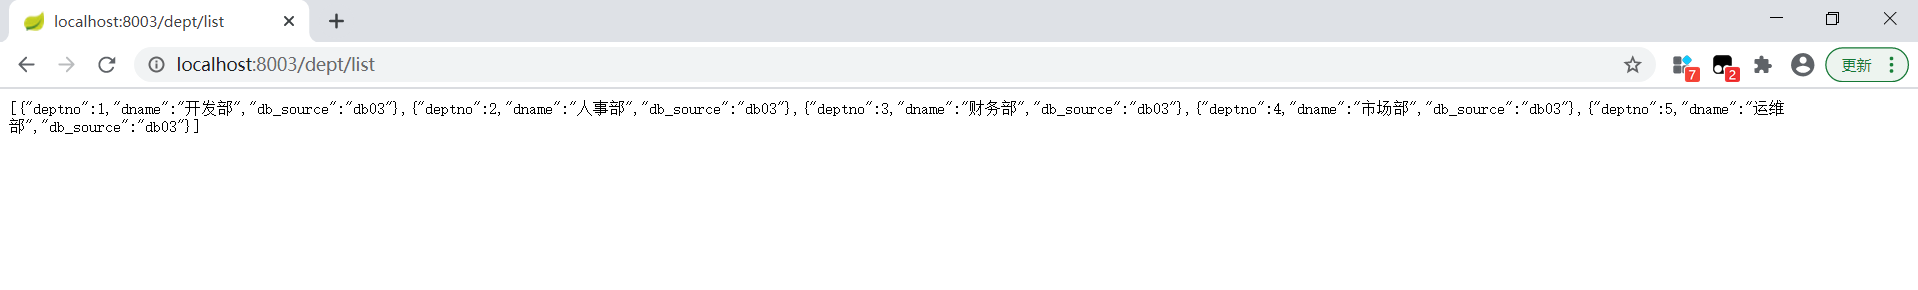 localhost:8003/dept/list
localhost:8003/dept/list
更新
7
2
[{"deptno":1,"dname":"开发部","db_source":"db03"},{"deptno":2,"dname":"人事部","db_source":"db03"},{"deptno":3,"dname":"财务部","db_source":"db03"},{"deptno":4,"dname":"市场部","db_source":"db03"},{"deptno":5,"dname":"运维
部","db_source":"db03"}]